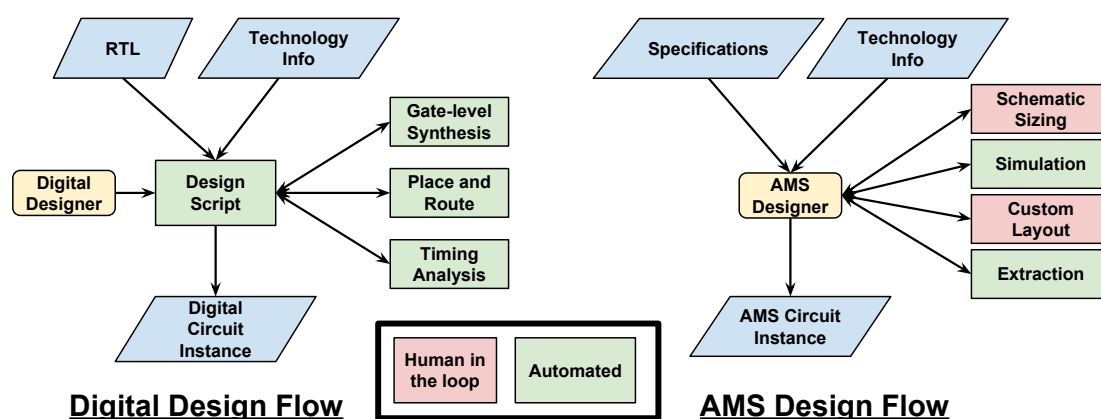 RTL
Technology
Info
Gate-level
Synthesis
Digital
Designer
Design
Script
Place and
Route
Timing
Analysis
Digital
Circuit
Instance
Digital Design Flow
Human in
the loop
Automated
Specifications
Technology
Info
Schematic
Sizing
Simulation
AMS
Designer
Custom
Layout
Extraction
AMS Circuit
Instance
AMS Design Flow